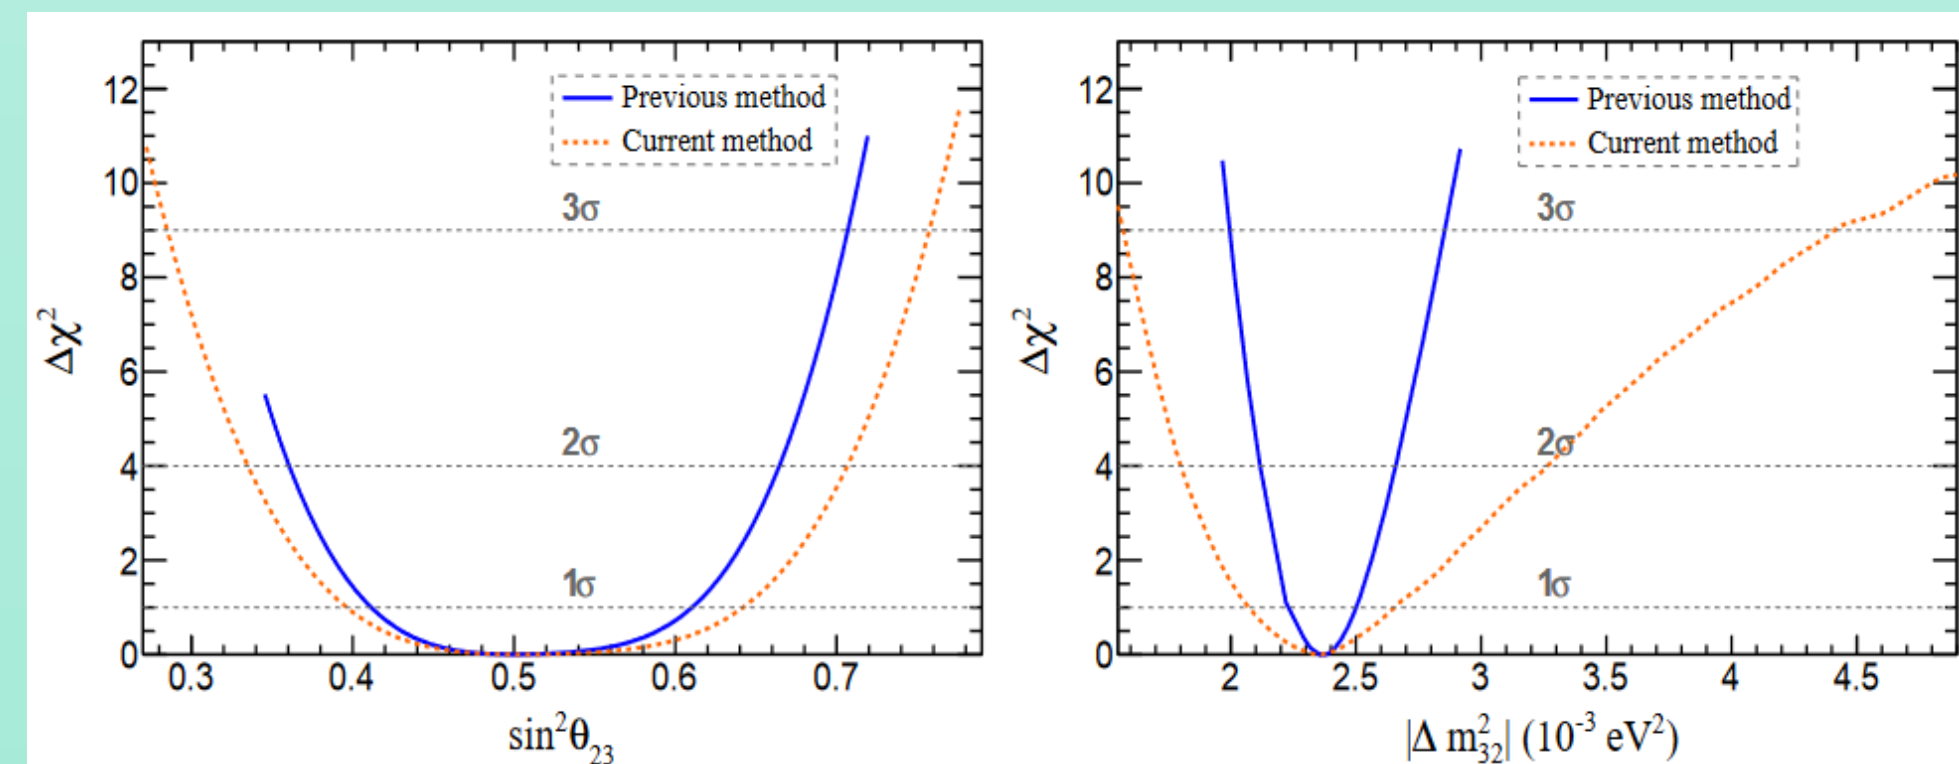 Previous method
Current method
12
10
8
6
4
2
0
Δχ²
3σ
2σ
1σ
0.3 0.4 0.5 0.6 0.7
sin²θ₂₃
Previous method
Current method
12
10
8
6
4
2
0
Δχ²
3σ
2σ
1σ
2 2.5 3 3.5 4 4.5
|Δ m²₃₂| (10⁻³ eV²)